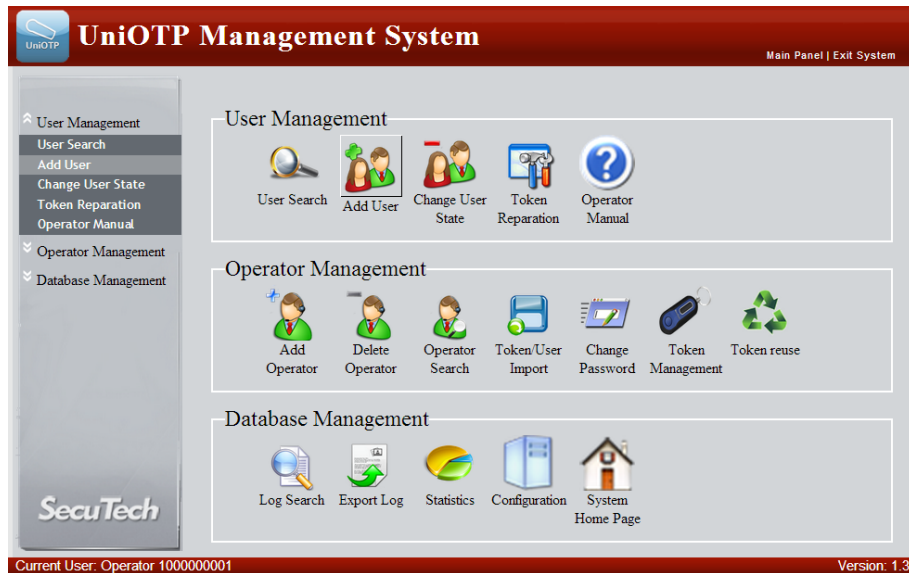 UniOTP
UniOTP Management System
Main Panel | Exit System
User Management
User Search
Add User
Change User State
Token Reparation
Operator Manual
Operator Management
Database Management
SecuTech
User Management
User Search
Add User
Change User
State
Token
Reparation
Operator
Manual
Operator Management
Add
Operator
Delete
Operator
Operator
Search
Token/User
Import
Change
Password
Token
Management
Token reuse
Database Management
Log Search
Export Log
Statistics
Configuration
System
Home Page
Current User: Operator 1000000001
Version: 1.3